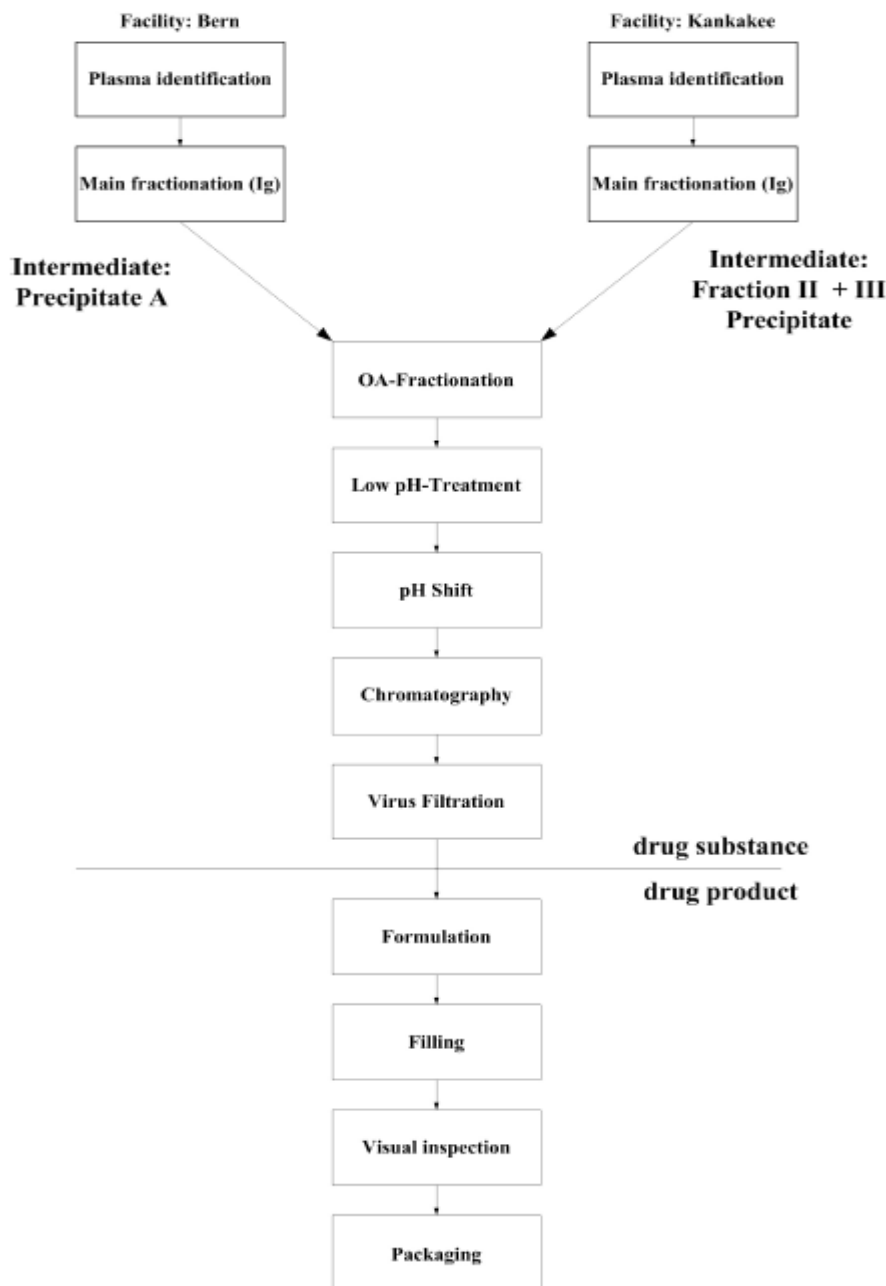 Facility: Bern
Facility: Kankakee
Plasma identification
Plasma identification
Main fractionation (Ig)
Main fractionation (Ig)
Intermediate:
Precipitate A
Intermediate:
Fraction II + III
Precipitate
OA-Fractionation
Low pH-Treatment
pH Shift
Chromatography
Virus Filtration
drug substance
drug product
Formulation
Filling
Visual inspection
Packaging